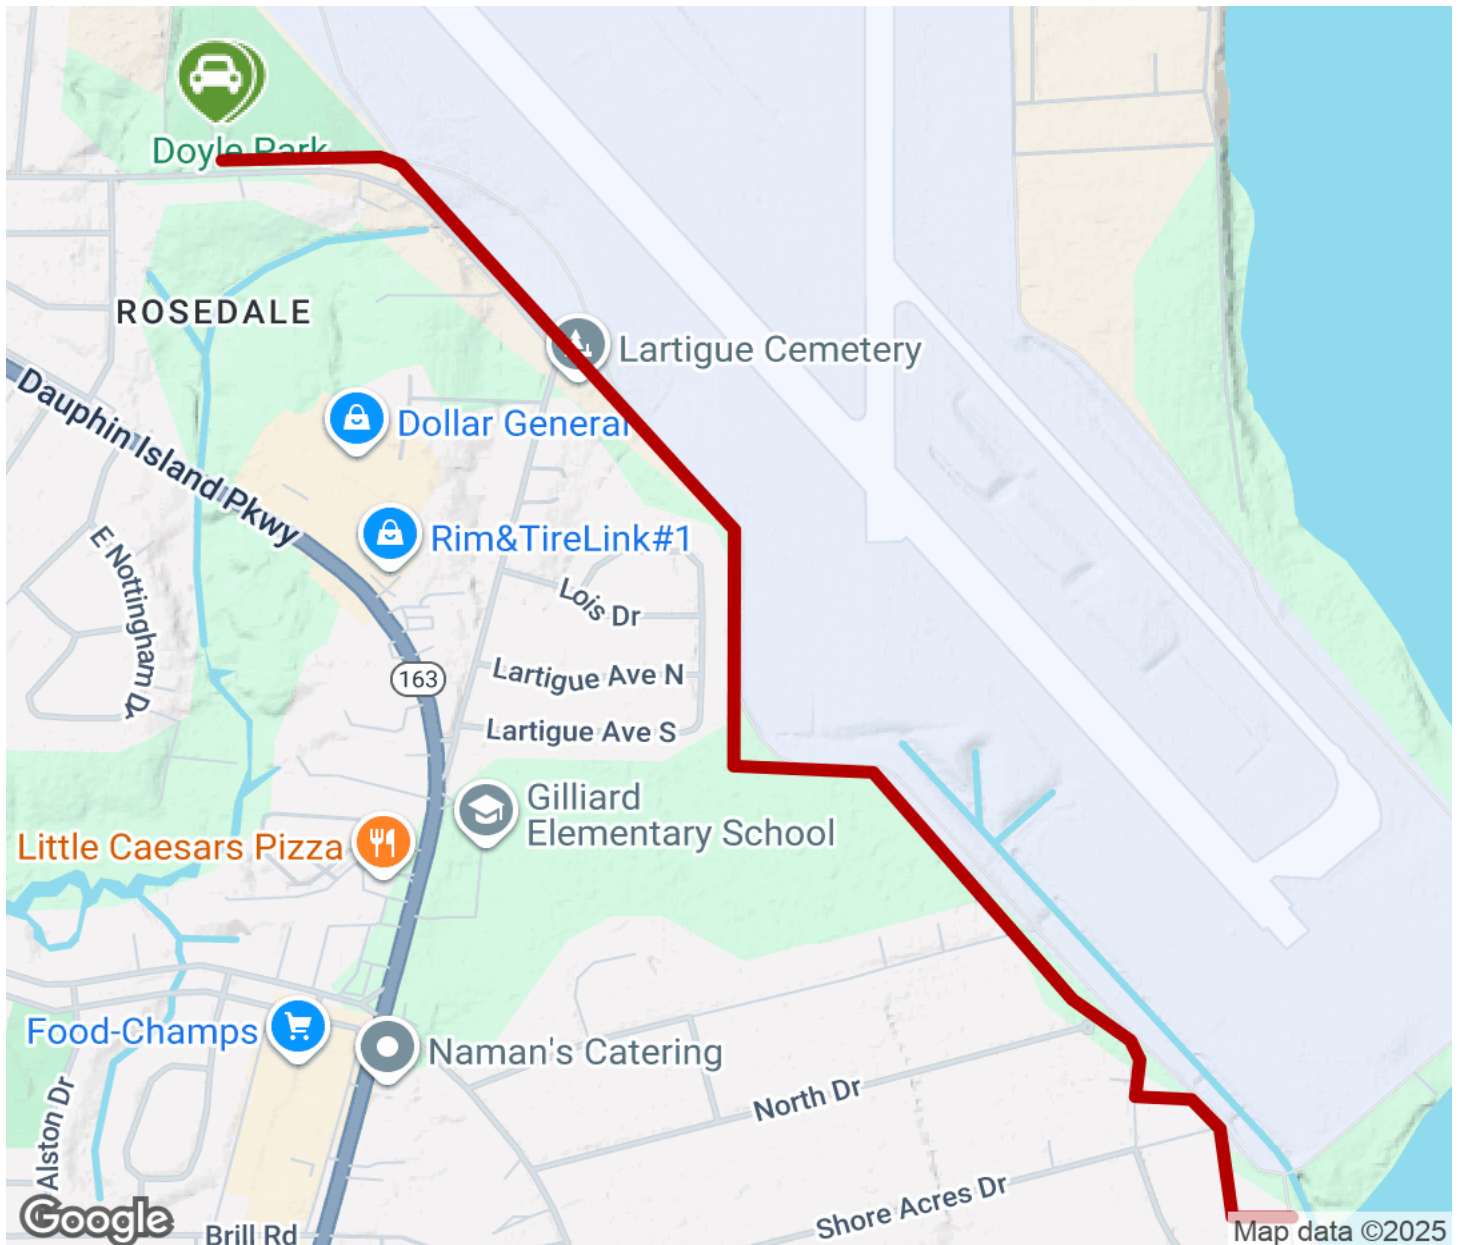 Doyle Park
ROSEDALE
Lartigue Cemetery
Dauphin Island Pkwy
Dollar General
Rim&TireLink#1
E Nottingham Dr
Lois Dr
163
Lartigue Ave N
Lartigue Ave S
Gilliard
Elementary School
Little Caesars Pizza
Food-Champs
Naman's Catering
North Dr
Alston Dr
Shore Acres Dr
Google
Brill Rd
Map data ©2025